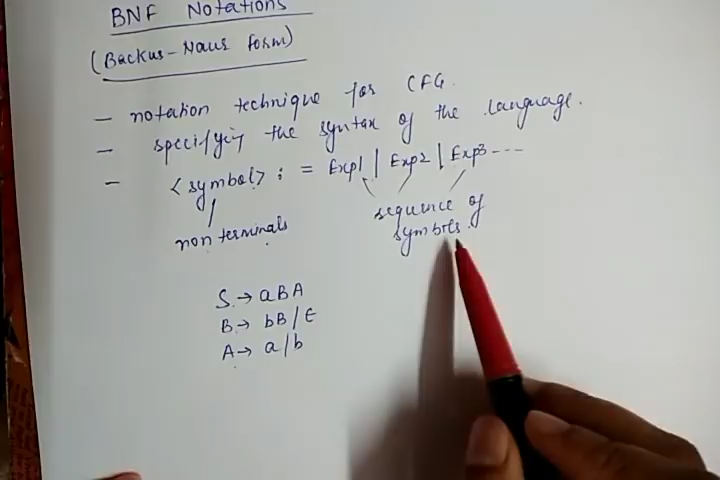 BNF Notations
(Backus-Naur form)
- notation technique for CFG.
- specifying the syntax of the language.
- <symbol> : = Exp1 | Exp2 | Exp3 ---
non terminals
sequence of
symbols.
S → aBA
B → bB/ε
A → a/b